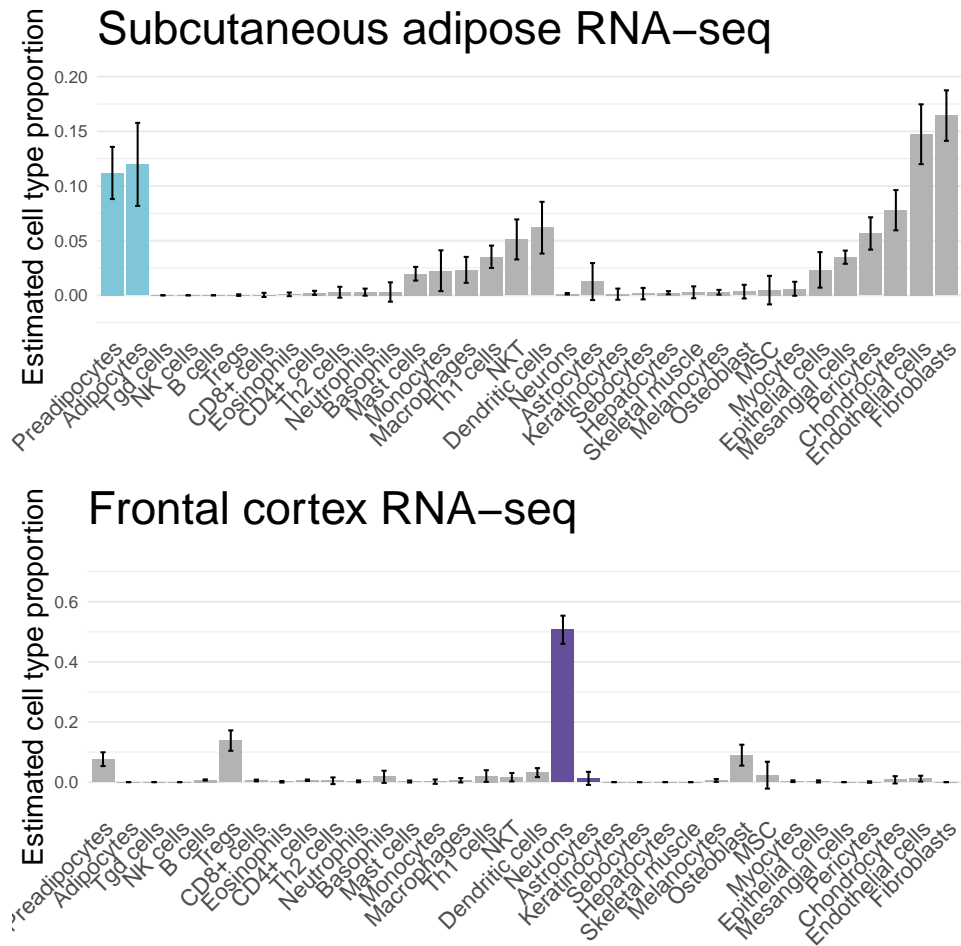 Subcutaneous adipose RNA−seq
Estimated cell type proportion
0.20
0.15
0.10
0.05
0.00
Preadipocytes
Adipocytes
Tgd cells
NK cells
B cells
Tregs
CD8+ cells
Eosinophils
CD4+ cells
Th2 cells
Neutrophils
Basophils
Mast cells
Monocytes
Macrophages
Th1 cells
NKT
Dendritic cells
Neurons
Astrocytes
Keratinocytes
Sebocytes
Hepatocytes
Skeletal muscle
Melanocytes
Osteoblast
MSC
Myocytes
Epithelial cells
Mesangial cells
Pericytes
Chondrocytes
Endothelial cells
Fibroblasts
Frontal cortex RNA−seq
Estimated cell type proportion
0.6
0.4
0.2
0.0
Preadipocytes
Adipocytes
Tgd cells
NK cells
B cells
Tregs
CD8+ cells
Eosinophils
CD4+ cells
Th2 cells
Neutrophils
Basophils
Mast cells
Monocytes
Macrophages
Th1 cells
NKT
Dendritic cells
Neurons
Astrocytes
Keratinocytes
Sebocytes
Hepatocytes
Skeletal muscle
Melanocytes
Osteoblast
MSC
Myocytes
Epithelial cells
Mesangial cells
Pericytes
Chondrocytes
Endothelial cells
Fibroblasts